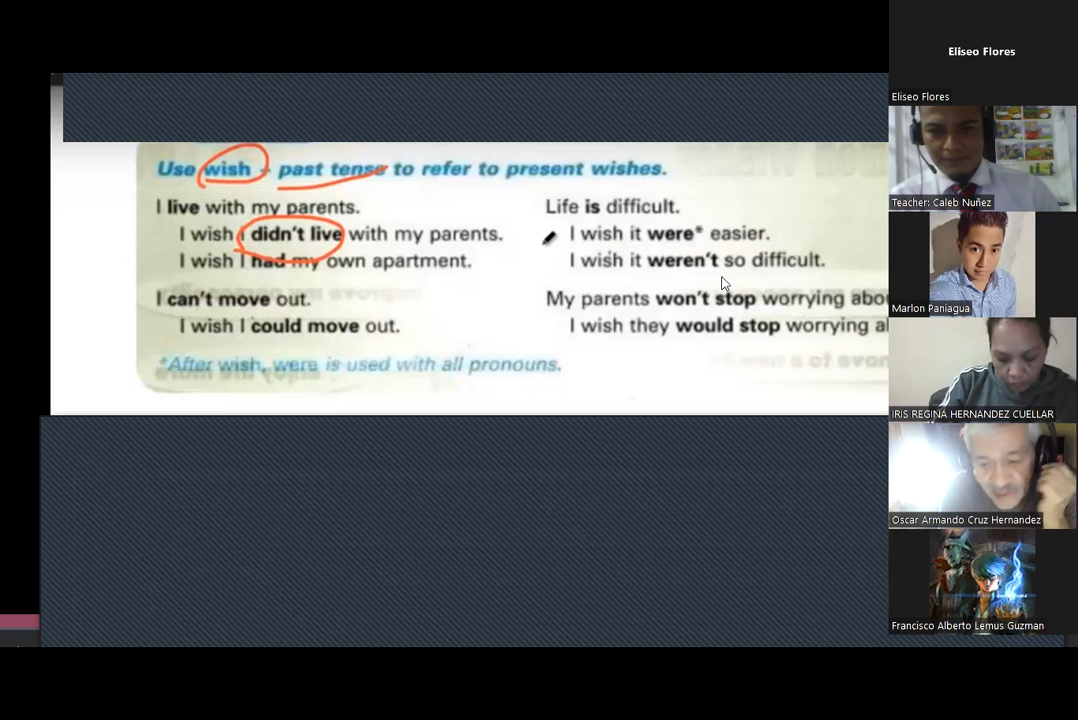 Use wish + past tense to refer to present wishes.
I live with my parents.
I wish I didn't live with my parents.
I wish I had my own apartment.
I can't move out.
I wish I could move out.
Life is difficult.
I wish it were* easier.
I wish it weren't so difficult.
My parents won't stop worrying abo
I wish they would stop worrying a
*After wish, were is used with all pronouns.
Eliseo Flores
Eliseo Flores
Teacher: Caleb Nuñez
Marlon Paniagua
IRIS REGINA HERNANDEZ CUELLAR
Oscar Armando Cruz Hernandez
Francisco Alberto Lemus Guzman